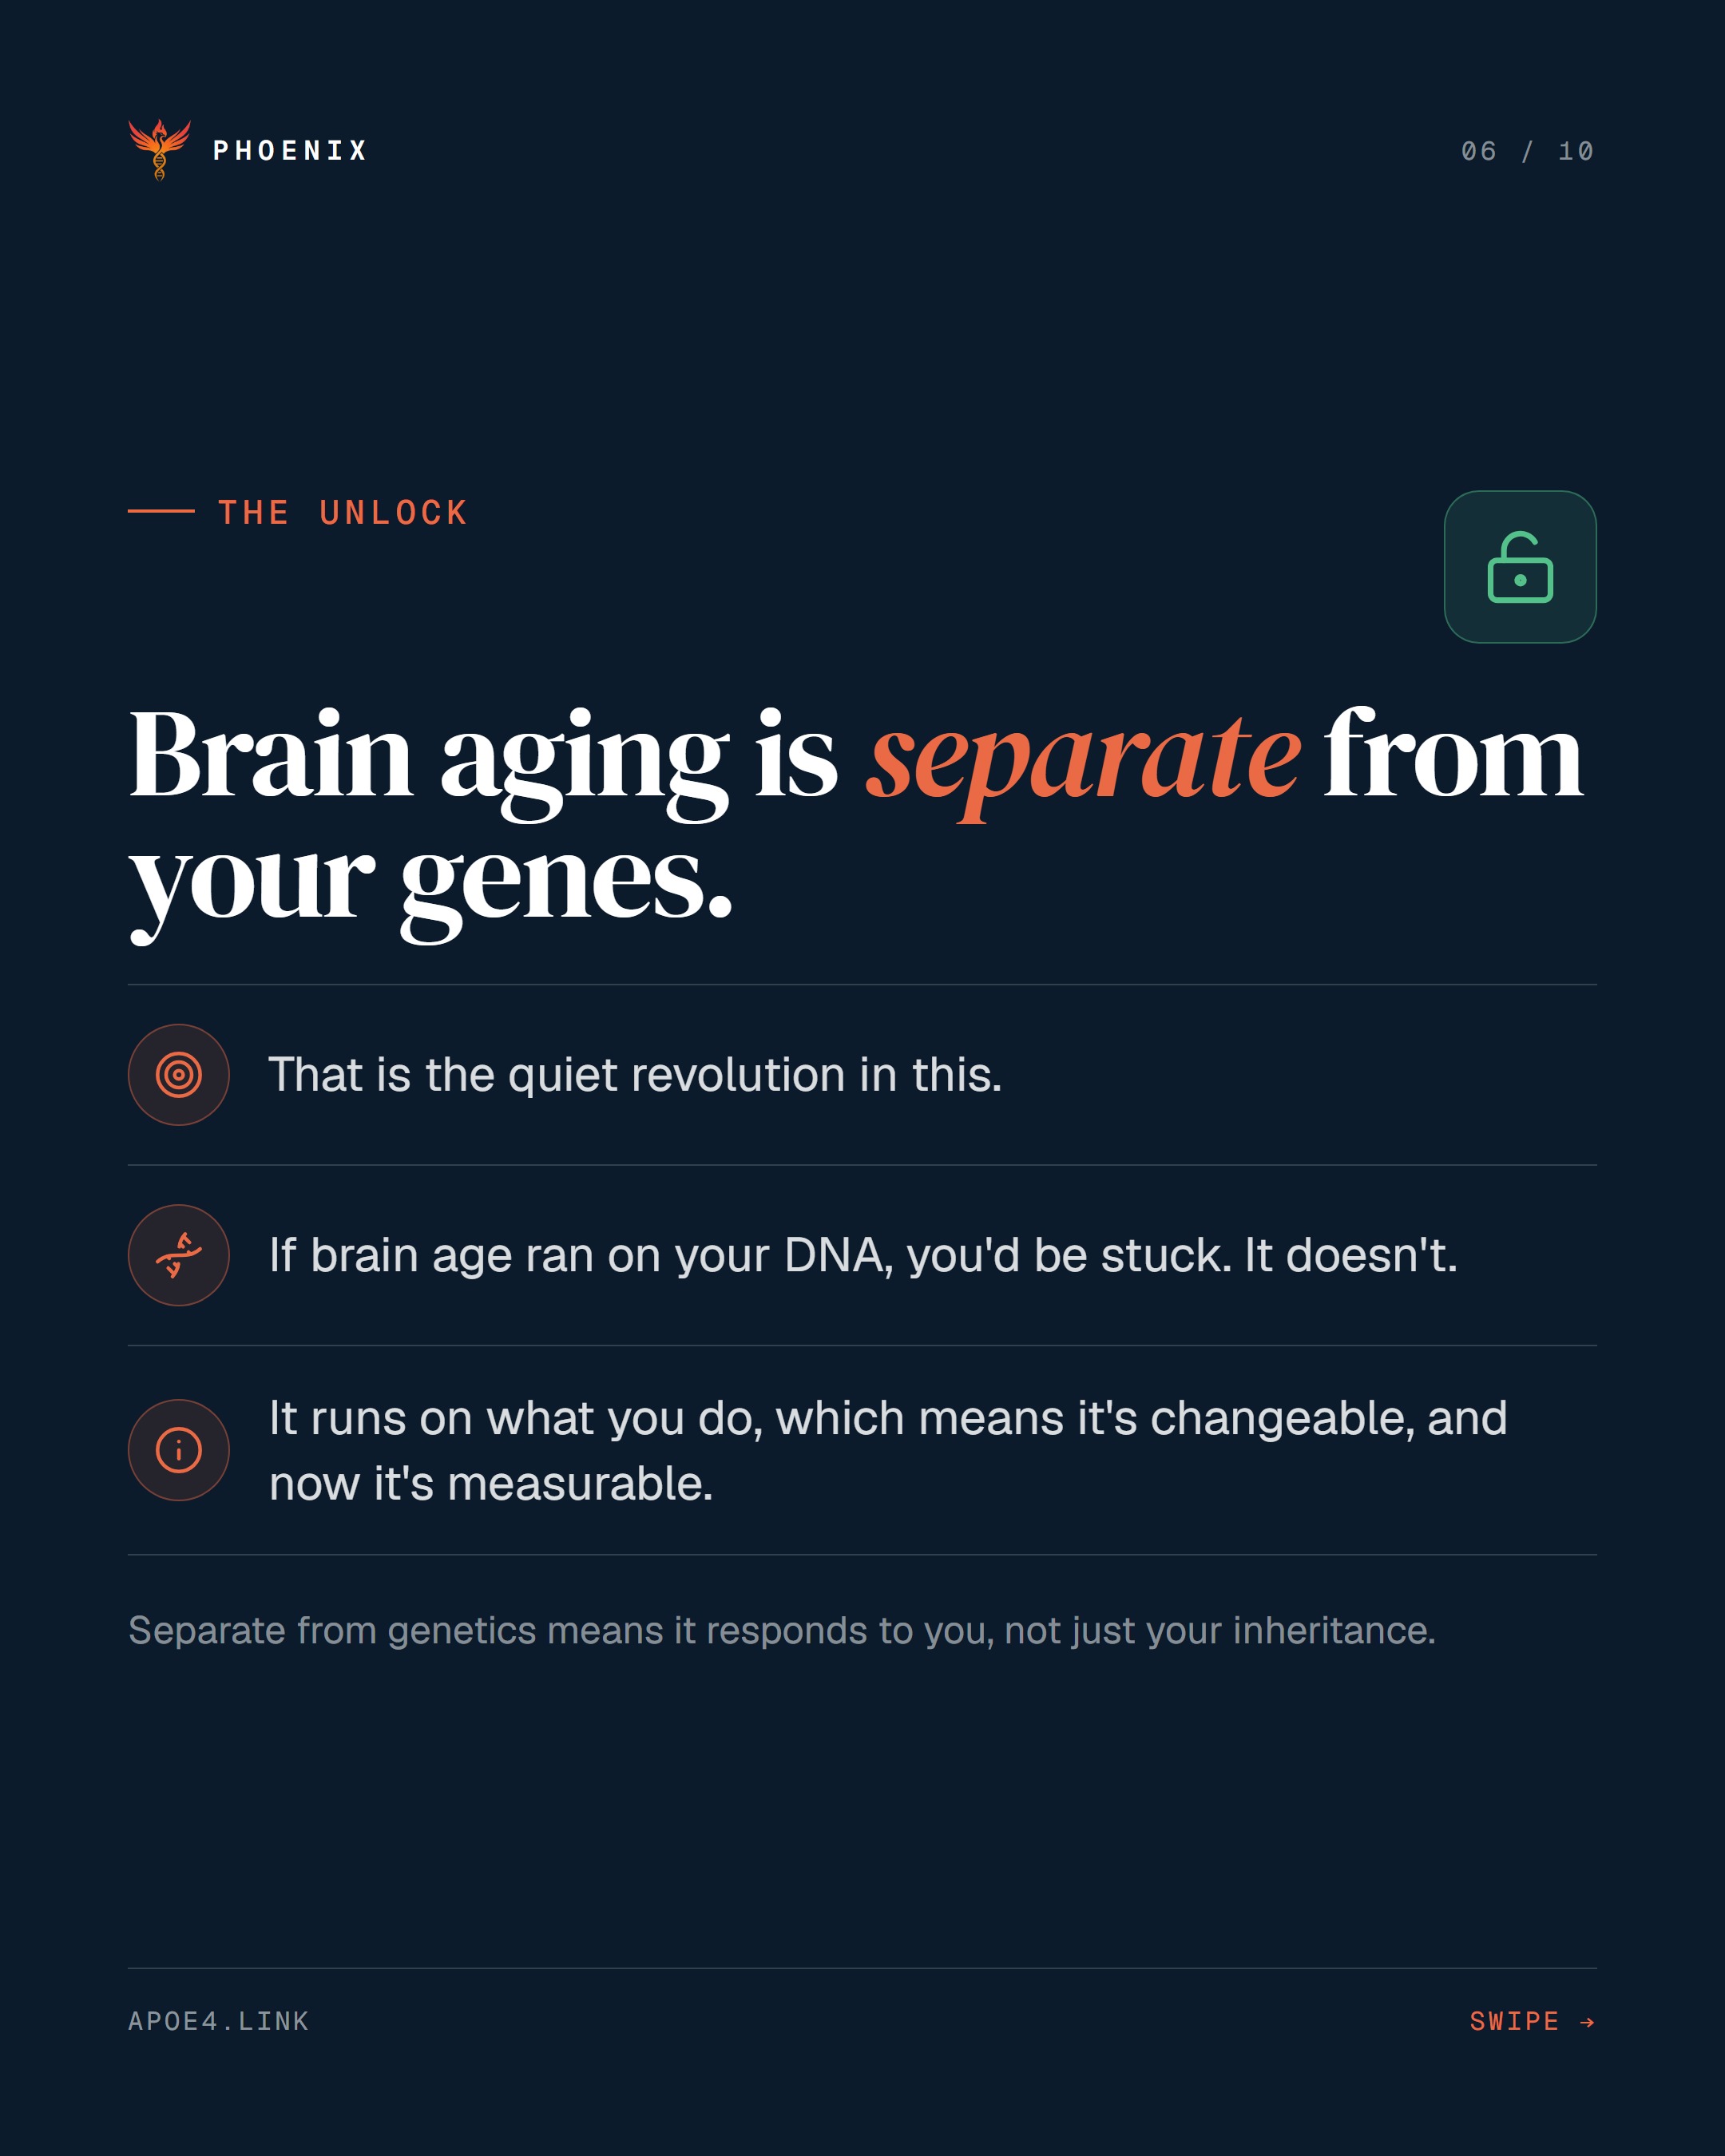 PHOENIX
06 / 10
THE UNLOCK
Brain aging is separate from
your genes.
That is the quiet revolution in this.
If brain age ran on your DNA, you'd be stuck. It doesn't.
It runs on what you do, which means it's changeable, and
now it's measurable.
Separate from genetics means it responds to you, not just your inheritance.
APOE4.LINK
SWIPE →